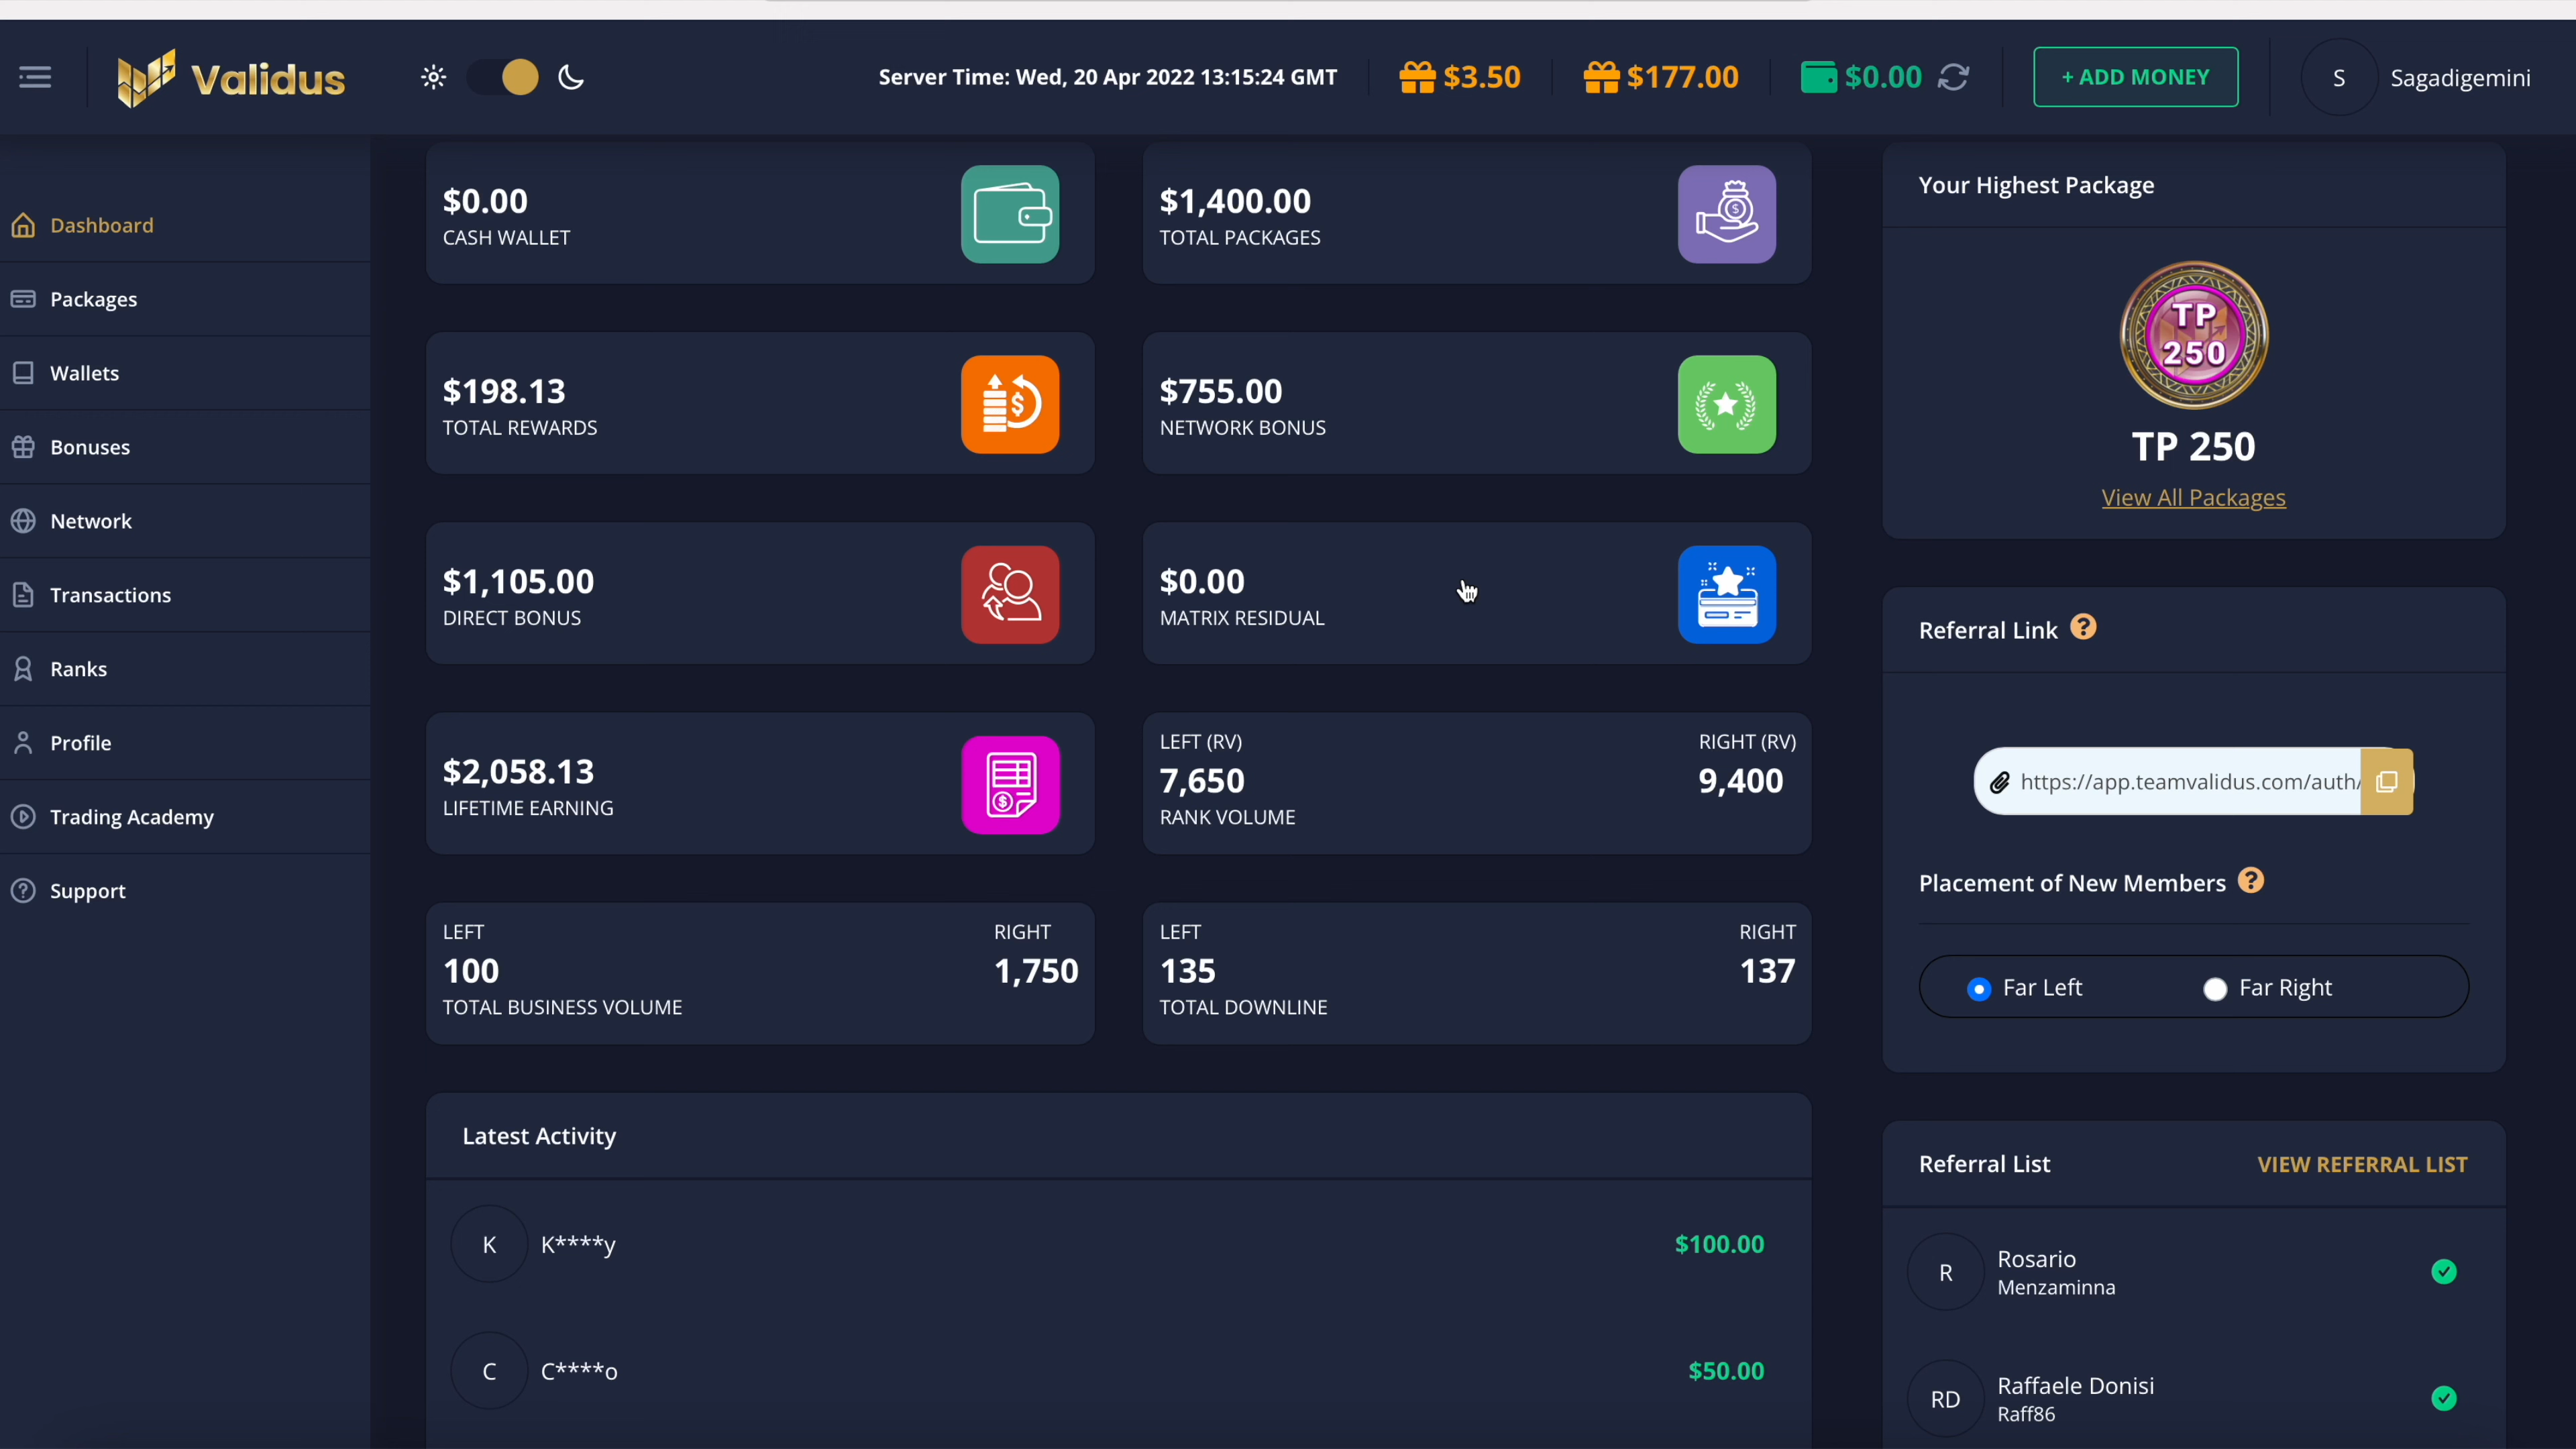 Validus
Server Time: Wed, 20 Apr 2022 13:15:24 GMT
$3.50
$177.00
$0.00
+ ADD MONEY
S
Sagadigemini
Dashboard
Packages
Wallets
Bonuses
Network
Transactions
Ranks
Profile
Trading Academy
Support
$0.00
CASH WALLET
$1,400.00
TOTAL PACKAGES
$198.13
TOTAL REWARDS
$755.00
NETWORK BONUS
$1,105.00
DIRECT BONUS
$0.00
MATRIX RESIDUAL
$2,058.13
LIFETIME EARNING
LEFT (RV) RIGHT (RV)
7,650 9,400
RANK VOLUME
LEFT RIGHT
100 1,750
TOTAL BUSINESS VOLUME
LEFT RIGHT
135 137
TOTAL DOWNLINE
Latest Activity
K K****y $100.00
C C****o $50.00
Your Highest Package
TP
250
TP 250
View All Packages
Referral Link ?
https://app.teamvalidus.com/auth/
Placement of New Members ?
Far Left Far Right
Referral List VIEW REFERRAL LIST
R
Rosario
Menzaminna
RD
Raffaele Donisi
Raff86